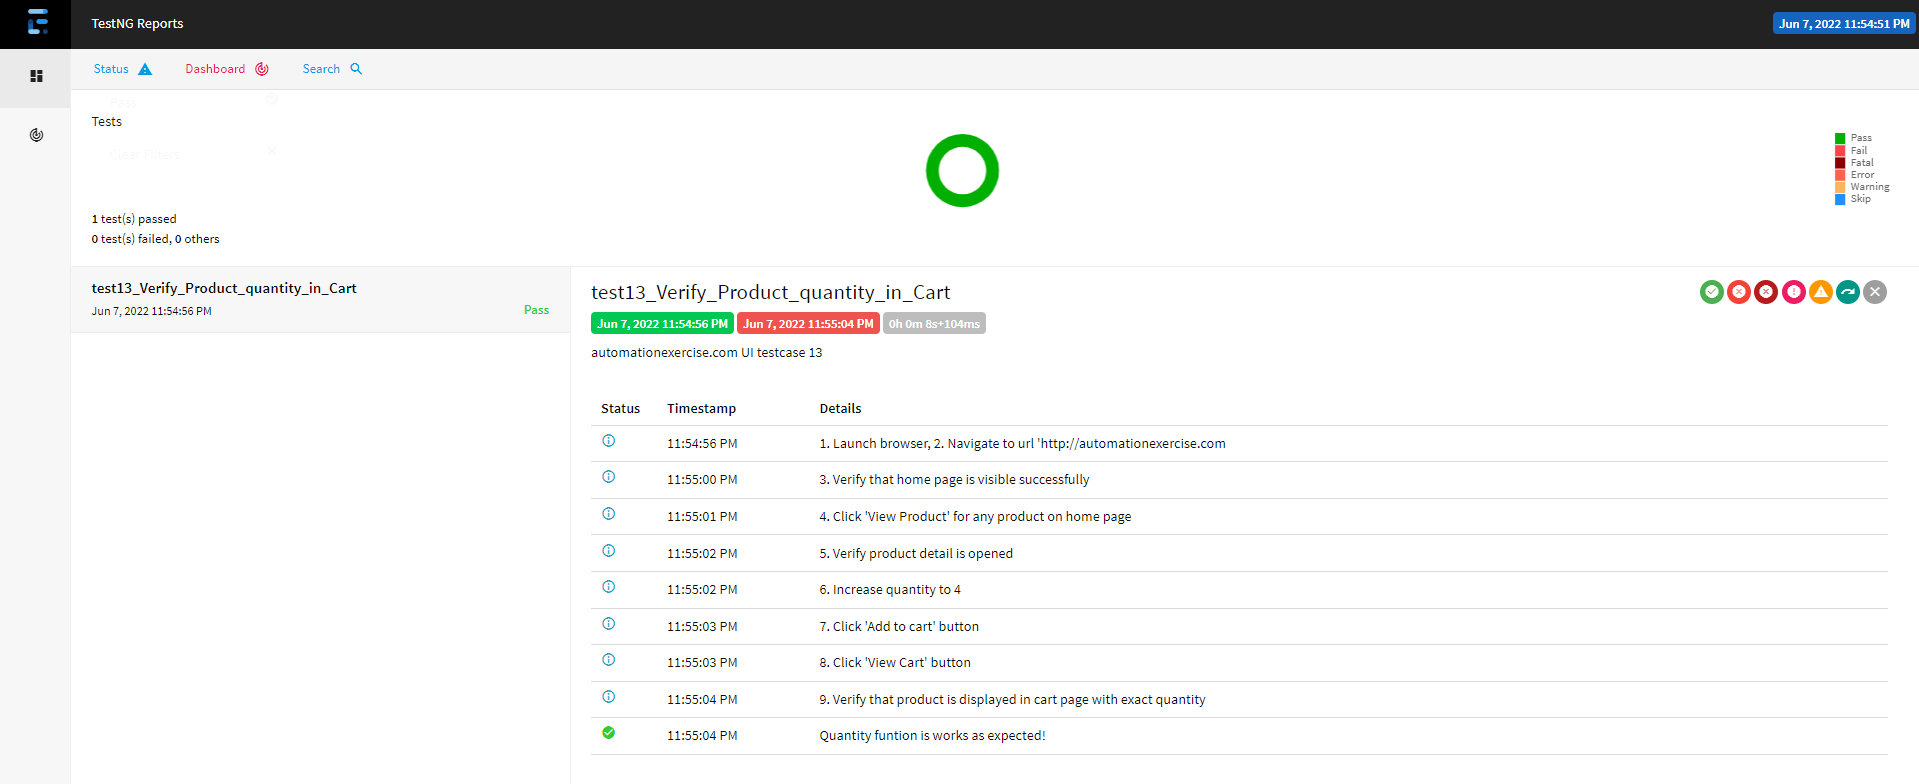 TestNG Reports
Jun 7, 2022 11:54:51 PM
Status
Dashboard
Search
Pass
Tests
Clear Filters
1 test(s) passed
0 test(s) failed, 0 others
Pass
Fail
Fatal
Error
Warning
Skip
test13_Verify_Product_quantity_in_Cart
Jun 7, 2022 11:54:56 PM
Pass
test13_Verify_Product_quantity_in_Cart
Jun 7, 2022 11:54:56 PM Jun 7, 2022 11:55:04 PM 0h 0m 8s+104ms
automationexercise.com UI testcase 13
Status Timestamp Details
11:54:56 PM 1. Launch browser, 2. Navigate to url 'http://automationexercise.com
11:55:00 PM 3. Verify that home page is visible successfully
11:55:01 PM 4. Click 'View Product' for any product on home page
11:55:02 PM 5. Verify product detail is opened
11:55:02 PM 6. Increase quantity to 4
11:55:03 PM 7. Click 'Add to cart' button
11:55:03 PM 8. Click 'View Cart' button
11:55:04 PM 9. Verify that product is displayed in cart page with exact quantity
11:55:04 PM Quantity funtion is works as expected!